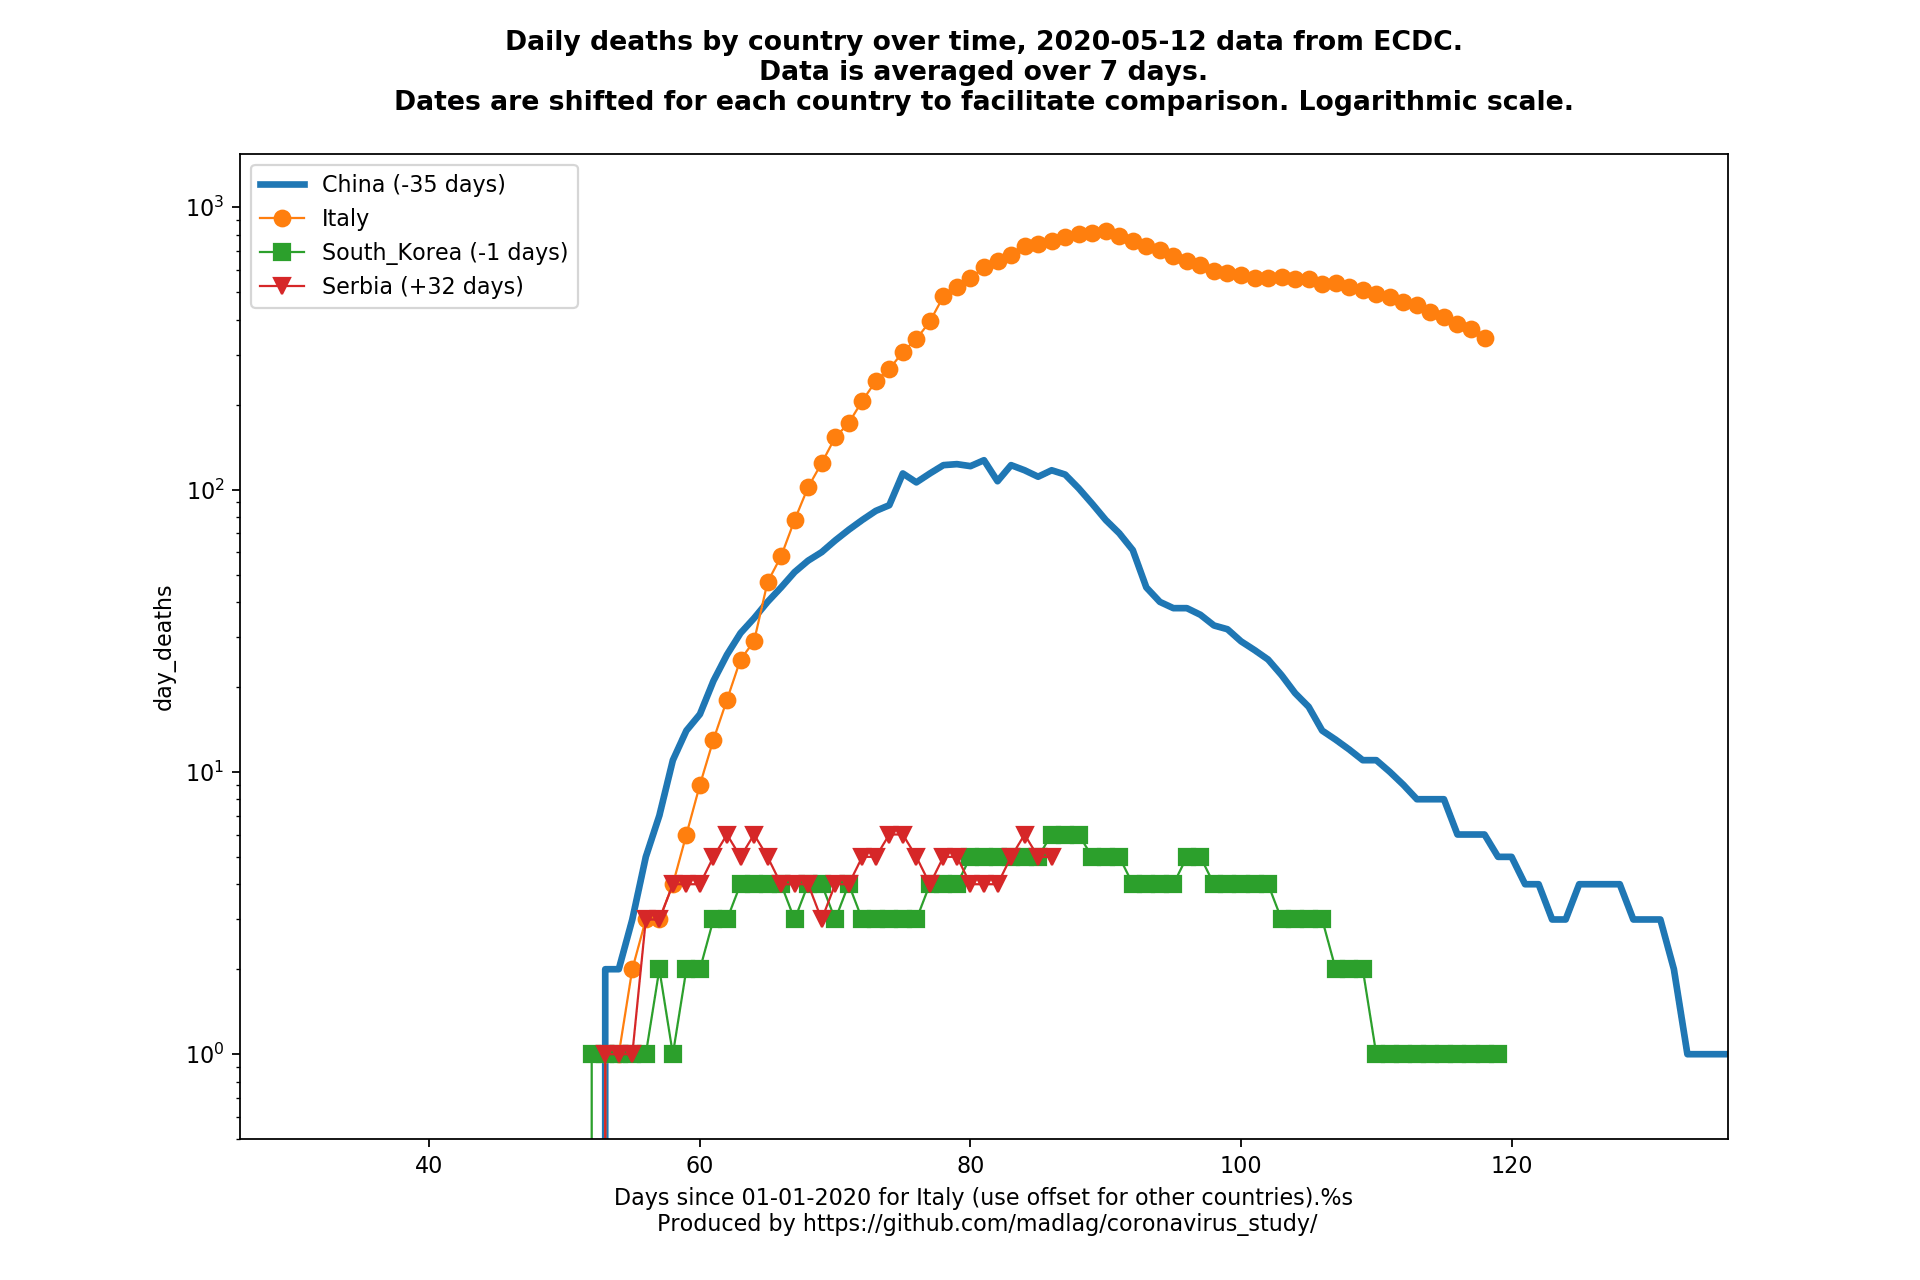 Daily deaths by country over time, 2020-05-12 data from ECDC.
Data is averaged over 7 days.
Dates are shifted for each country to facilitate comparison. Logarithmic scale.
China (-35 days)
Italy
South_Korea (-1 days)
Serbia (+32 days)
10³
10²
10¹
10⁰
day_deaths
40 60 80 100 120
Days since 01-01-2020 for Italy (use offset for other countries).%s
Produced by https://github.com/madlag/coronavirus_study/